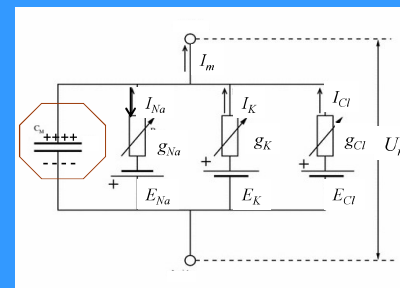 I_m
I_Na
I_K
I_Cl
C_M
++++
----
g_Na
g_K
g_Cl
+
+
+
E_Na
E_K
E_Cl